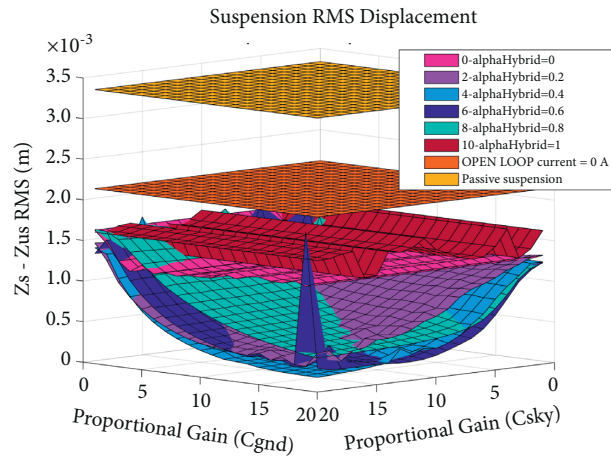 Suspension RMS Displacement
×10⁻³
3.5
3.0
2.5
2.0
1.5
1.0
0.5
0
Zs - Zus RMS (m)
0-alphaHybrid=0
2-alphaHybrid=0.2
4-alphaHybrid=0.4
6-alphaHybrid=0.6
8-alphaHybrid=0.8
10-alphaHybrid=1
OPEN LOOP current = 0 A
Passive suspension
0 5 10 15 20
20 15 10 5 0
Proportional Gain (Cgnd)
Proportional Gain (Csky)